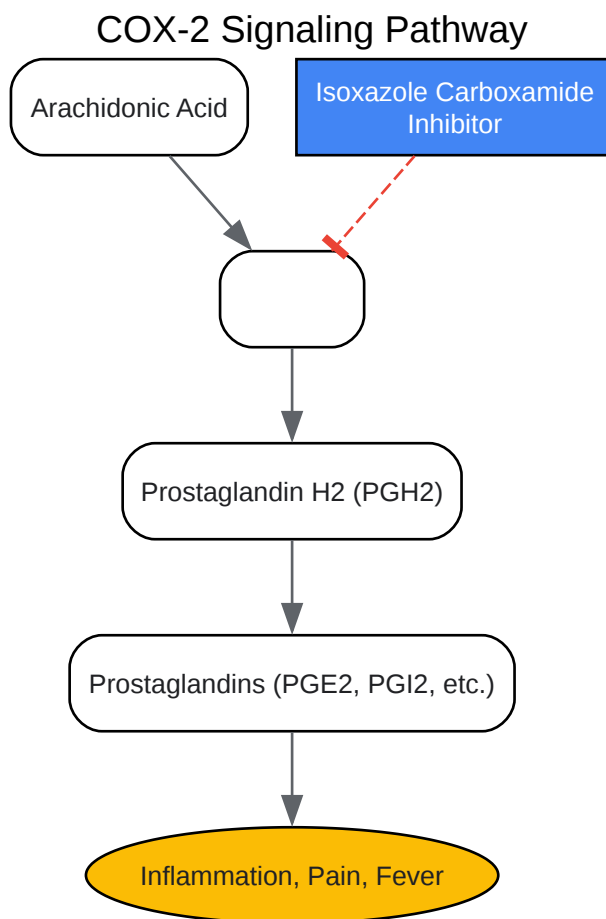 COX-2 Signaling Pathway
Arachidonic Acid
Isoxazole Carboxamide
Inhibitor
Prostaglandin H2 (PGH2)
Prostaglandins (PGE2, PGI2, etc.)
Inflammation, Pain, Fever